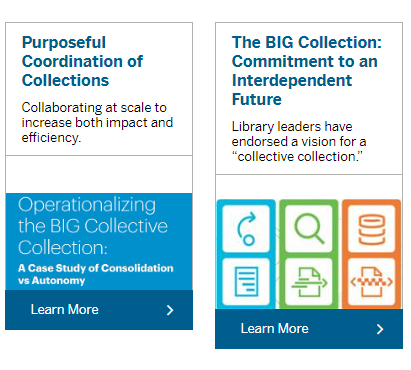 Purposeful
Coordination of
Collections
Collaborating at scale to
increase both impact and
efficiency.
Operationalizing
the BIG Collective
Collection:
A Case Study of Consolidation
vs Autonomy
Learn More
The BIG Collection:
Commitment to an
Interdependent
Future
Library leaders have
endorsed a vision for a
“collective collection.”
Learn More